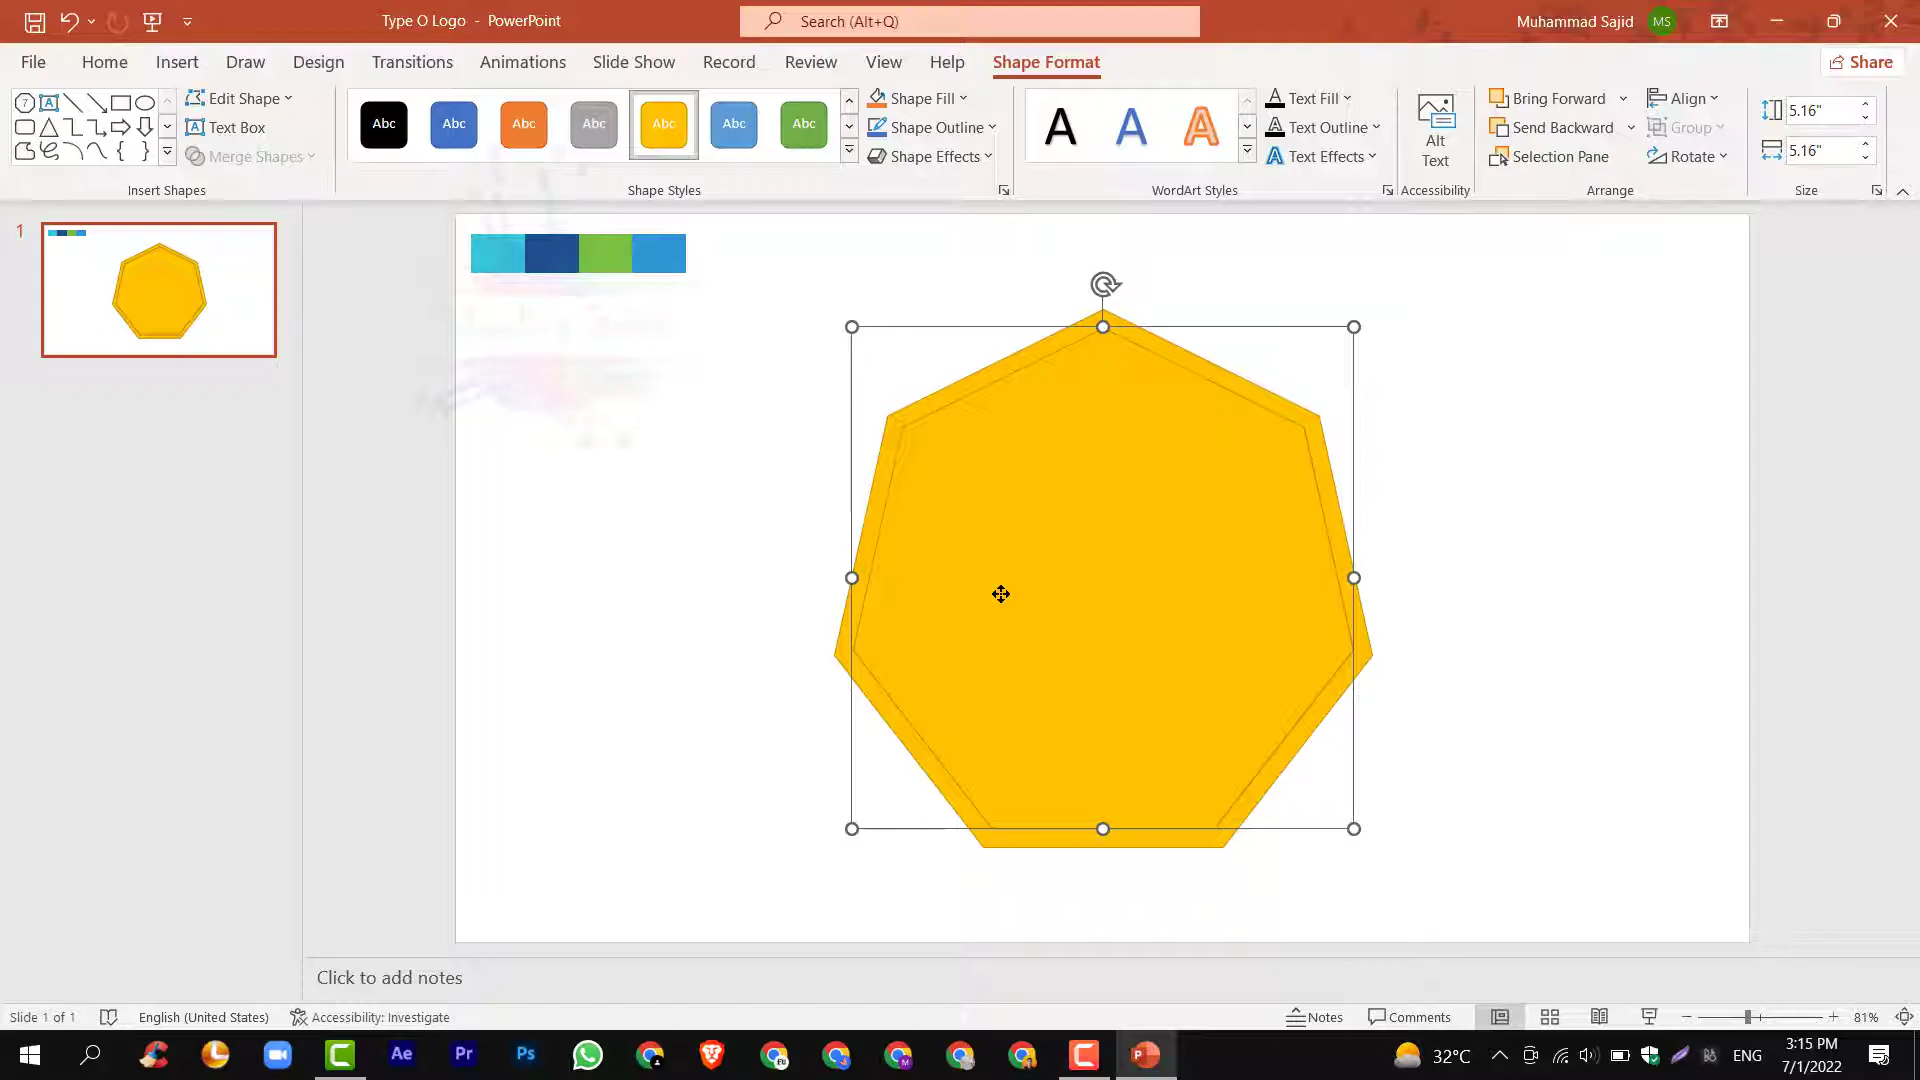 Type O Logo - PowerPoint
Search (Alt+Q)
Muhammad Sajid MS
File Home Insert Draw Design Transitions Animations Slide Show Record Review View Help Shape Format Share
7 A Edit Shape
A Text Box
Merge Shapes
Insert Shapes
Abc Abc Abc Abc Abc Abc Abc
Shape Styles
Shape Fill
Shape Outline
Shape Effects
A A A
WordArt Styles
A Text Fill
A Text Outline
A Text Effects
Alt
Text
Accessibility
Bring Forward
Send Backward
Selection Pane
Align
Group
Rotate
Arrange
5.16"
5.16"
Size
1
Click to add notes
Slide 1 of 1 English (United States) Accessibility: Investigate Notes Comments 81%
Ae Pr Ps 32°C ENG
3:15 PM
7/1/2022